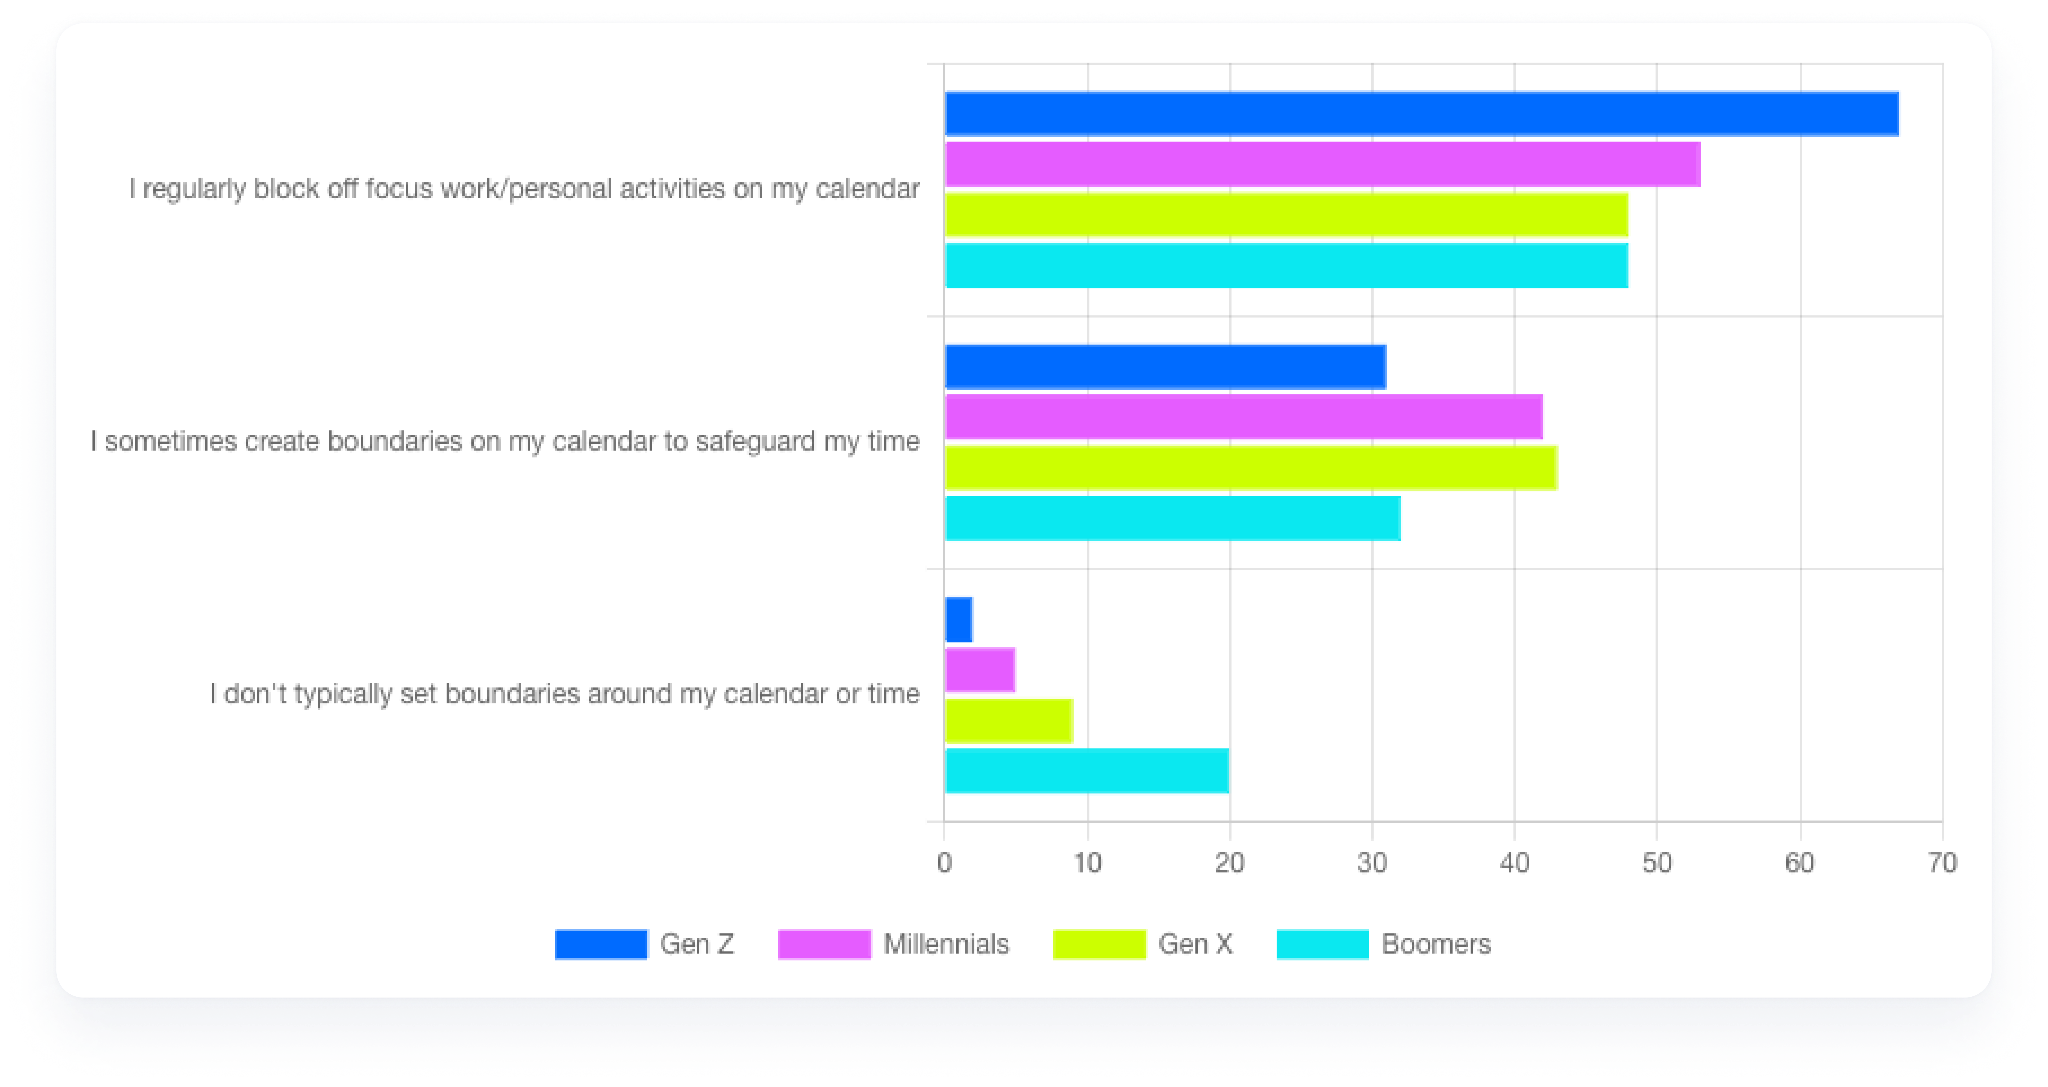 I regularly block off focus work/personal activities on my calendar
I sometimes create boundaries on my calendar to safeguard my time
I don't typically set boundaries around my calendar or time
0 10 20 30 40 50 60 70
Gen Z Millennials Gen X Boomers